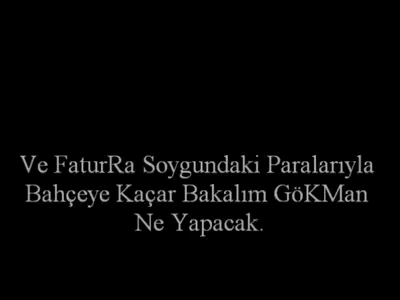 Ve FaturRa Soygundaki Paralarıyla
Bahçeye Kaçar Bakalım GöKMan
Ne Yapacak.